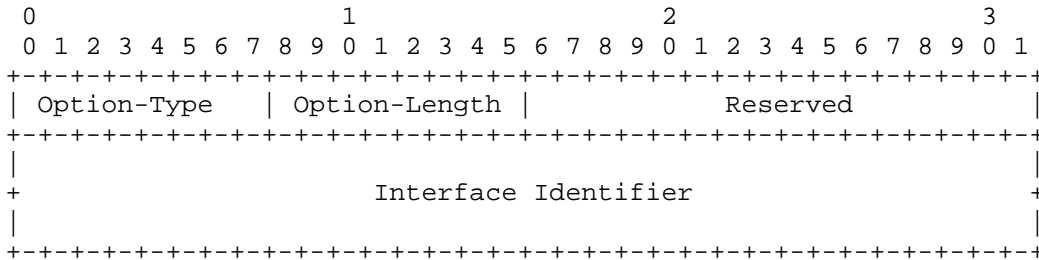 0                   1                   2                   3
 0 1 2 3 4 5 6 7 8 9 0 1 2 3 4 5 6 7 8 9 0 1 2 3 4 5 6 7 8 9 0 1
+-+-+-+-+-+-+-+-+-+-+-+-+-+-+-+-+-+-+-+-+-+-+-+-+-+-+-+-+-+-+-+-+
| Option-Type   | Option-Length |            Reserved           |
+-+-+-+-+-+-+-+-+-+-+-+-+-+-+-+-+-+-+-+-+-+-+-+-+-+-+-+-+-+-+-+-+
|                                                               |
+                      Interface Identifier                     +
|                                                               |
+-+-+-+-+-+-+-+-+-+-+-+-+-+-+-+-+-+-+-+-+-+-+-+-+-+-+-+-+-+-+-+-+